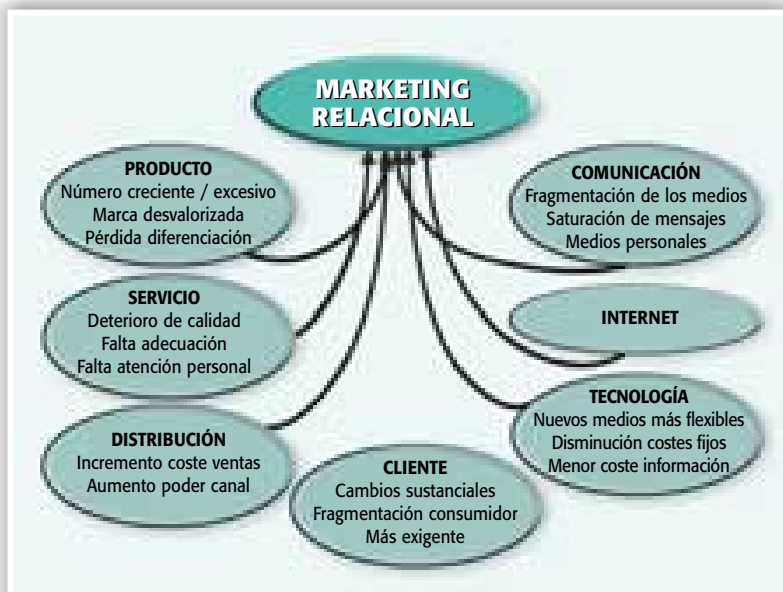 MARKETING
RELACIONAL
PRODUCTO
Número creciente / excesivo
Marca desvalorizada
Pérdida diferenciación
COMUNICACIÓN
Fragmentación de los medios
Saturación de mensajes
Medios personales
SERVICIO
Deterioro de calidad
Falta adecuación
Falta atención personal
INTERNET
DISTRIBUCIÓN
Incremento coste ventas
Aumento poder canal
CLIENTE
Cambios sustanciales
Fragmentación consumidor
Más exigente
TECNOLOGÍA
Nuevos medios más flexibles
Disminución costes fijos
Menor coste información